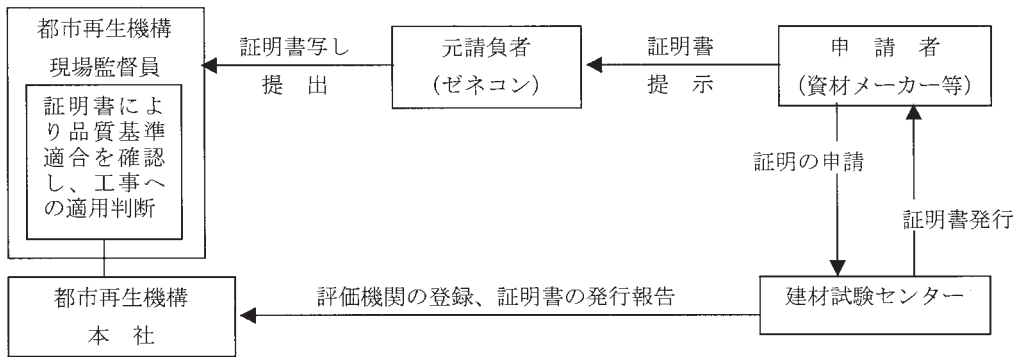 都市再生機構
現場監督員
証明書によ
り品質基準
適合を確認
し、工事へ
の適用判断
証明書写し
提 出
元請負者
（ゼネコン）
証明書
提 示
申 請 者
（資材メーカー等）
証明の申請
証明書発行
都市再生機構
本 社
評価機関の登録、証明書の発行報告
建材試験センター